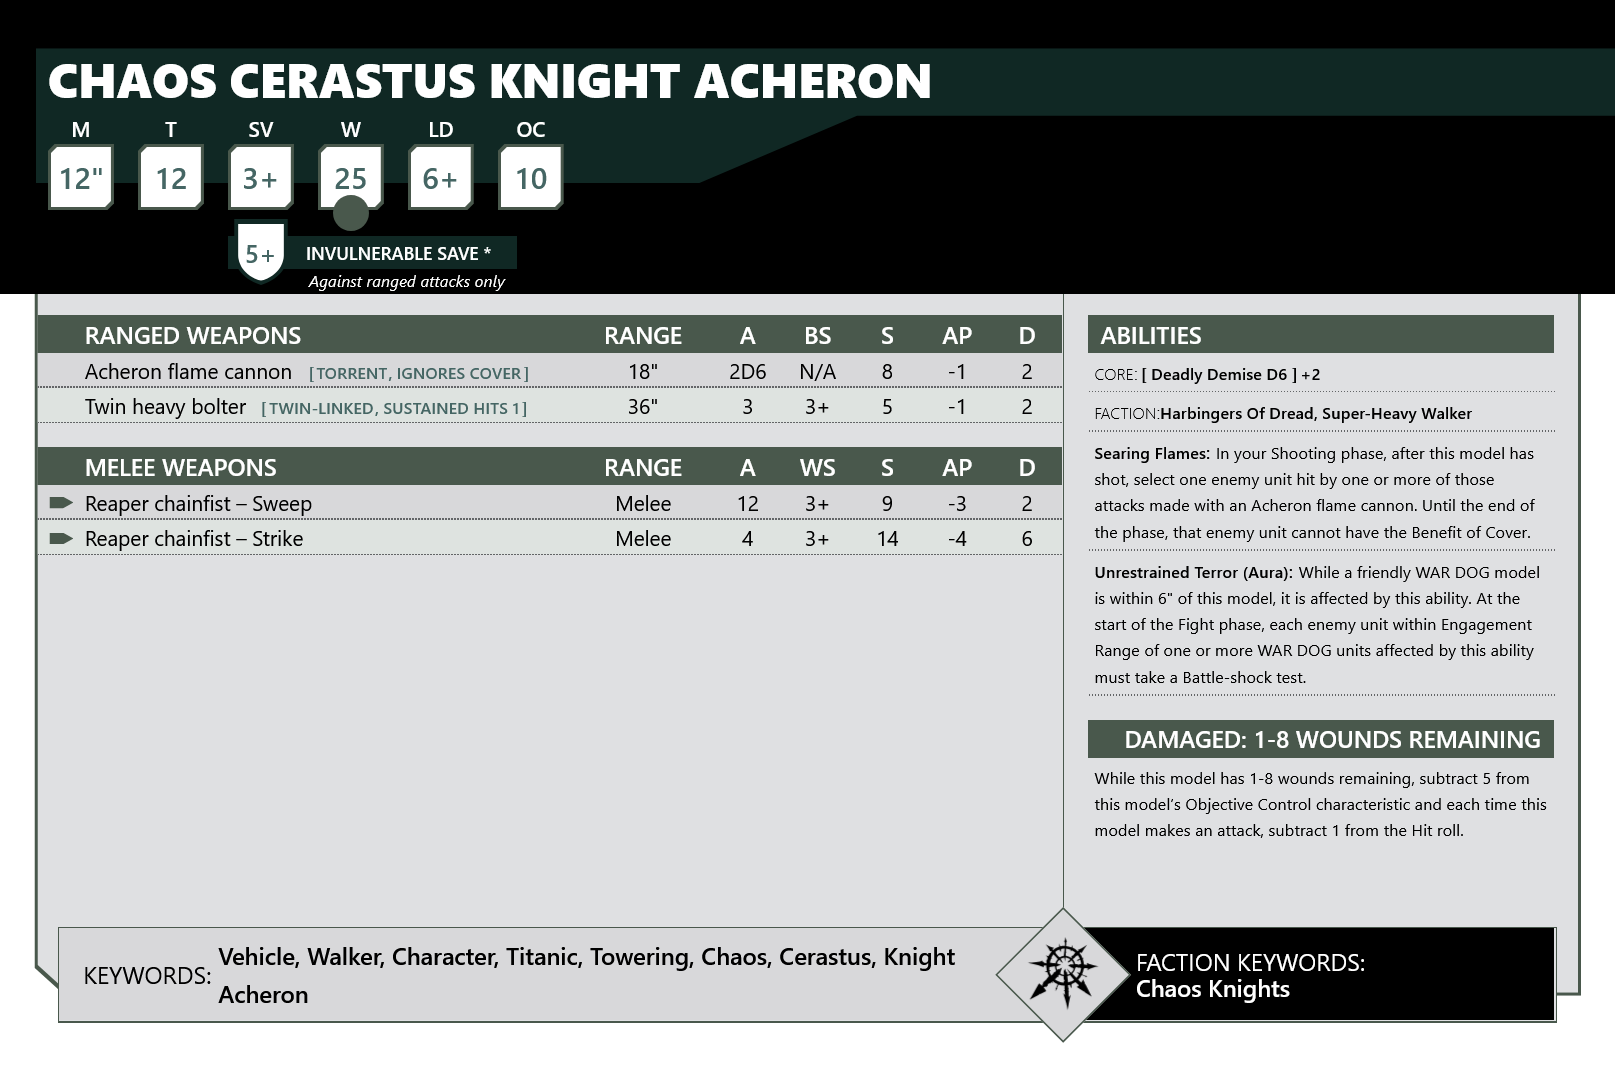 CHAOS CERASTUS KNIGHT ACHERON
M T SV W LD OC
12" 12 3+ 25 6+ 10
5+ INVULNERABLE SAVE *
Against ranged attacks only
RANGED WEAPONS RANGE A BS S AP D
Acheron flame cannon [TORRENT, IGNORES COVER] 18" 2D6 N/A 8 -1 2
Twin heavy bolter [TWIN-LINKED, SUSTAINED HITS 1] 36" 3 3+ 5 -1 2
MELEE WEAPONS RANGE A WS S AP D
Reaper chainfist – Sweep Melee 12 3+ 9 -3 2
Reaper chainfist – Strike Melee 4 3+ 14 -4 6
ABILITIES
CORE: [ Deadly Demise D6 ] +2
FACTION:Harbingers Of Dread, Super-Heavy Walker
Searing Flames: In your Shooting phase, after this model has
shot, select one enemy unit hit by one or more of those
attacks made with an Acheron flame cannon. Until the end of
the phase, that enemy unit cannot have the Benefit of Cover.
Unrestrained Terror (Aura): While a friendly WAR DOG model
is within 6" of this model, it is affected by this ability. At the
start of the Fight phase, each enemy unit within Engagement
Range of one or more WAR DOG units affected by this ability
must take a Battle-shock test.
DAMAGED: 1-8 WOUNDS REMAINING
While this model has 1-8 wounds remaining, subtract 5 from
this model’s Objective Control characteristic and each time this
model makes an attack, subtract 1 from the Hit roll.
KEYWORDS: Vehicle, Walker, Character, Titanic, Towering, Chaos, Cerastus, Knight
Acheron
FACTION KEYWORDS:
Chaos Knights